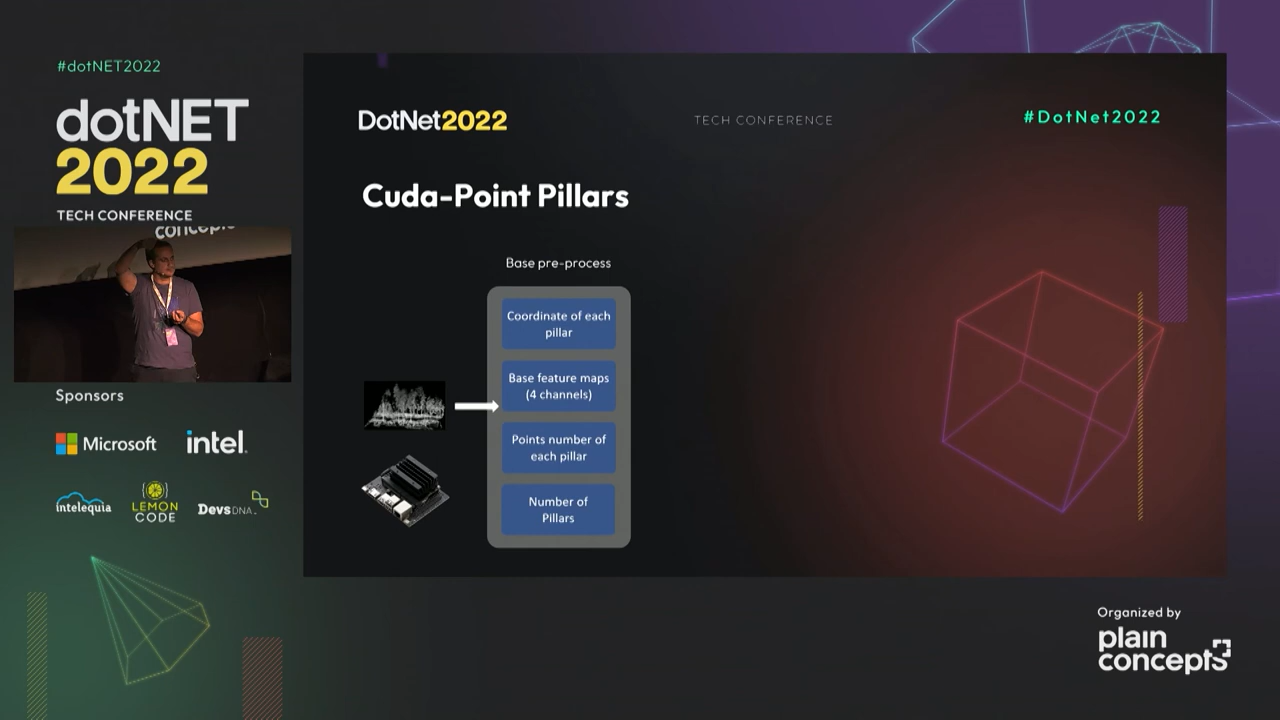 #dotNET2022
dotNET
2022
TECH CONFERENCE
concepts
Sponsors
Microsoft
intel.
intelequia
LEMON
CODE
DevsDNA
DotNet2022
TECH CONFERENCE
#DotNet2022
Cuda-Point Pillars
Base pre-process
Coordinate of each
pillar
Base feature maps
(4 channels)
Points number of
each pillar
Number of
Pillars
Organized by
plain
concepts